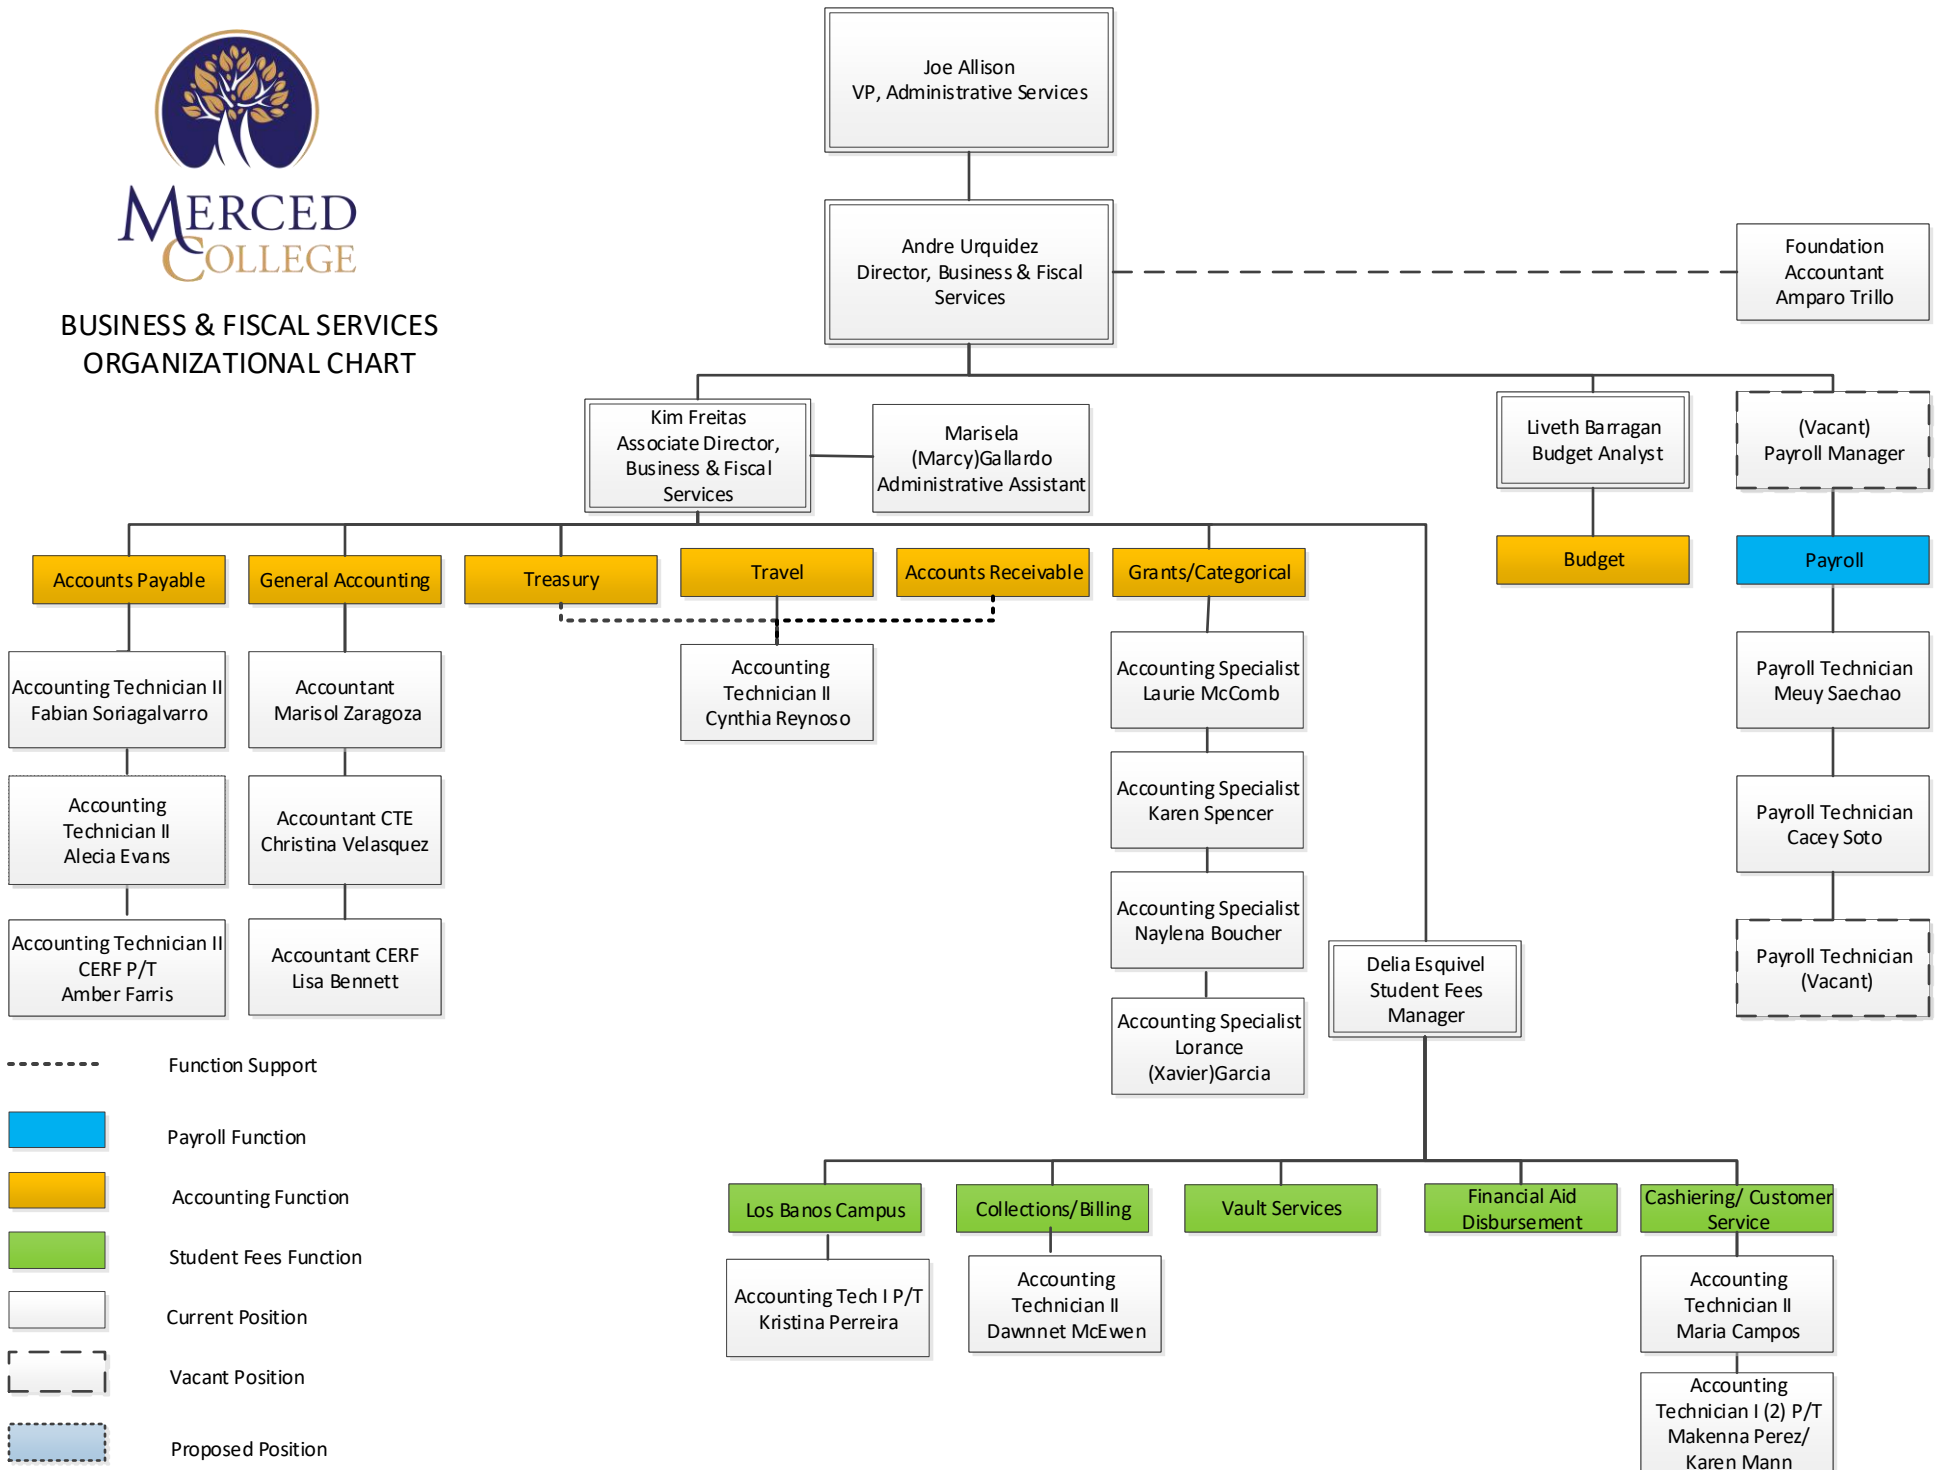 MERCED
COLLEGE
BUSINESS & FISCAL SERVICES
ORGANIZATIONAL CHART
Joe Allison
VP, Administrative Services
Andre Urquidez
Director, Business & Fiscal
Services
Foundation
Accountant
Amparo Trillo
Kim Freitas
Associate Director,
Business & Fiscal
Services
Marisela
(Marcy)Gallardo
Administrative Assistant
Liveth Barragan
Budget Analyst
(Vacant)
Payroll Manager
Accounts Payable
General Accounting
Treasury
Travel
Accounts Receivable
Grants/Categorical
Budget
Payroll
Accounting Technician II
Fabian Soriagalvarro
Accounting
Technician II
Alecia Evans
Accounting Technician II
CERF P/T
Amber Farris
Accountant
Marisol Zaragoza
Accountant CTE
Christina Velasquez
Accountant CERF
Lisa Bennett
Accounting
Technician II
Cynthia Reynoso
Accounting Specialist
Laurie McComb
Accounting Specialist
Karen Spencer
Accounting Specialist
Naylena Boucher
Accounting Specialist
Lorance
(Xavier)Garcia
Delia Esquivel
Student Fees
Manager
Payroll Technician
Meuy Saechao
Payroll Technician
Cacey Soto
Payroll Technician
(Vacant)
Los Banos Campus
Collections/Billing
Vault Services
Financial Aid
Disbursement
Cashiering/ Customer
Service
Accounting Tech I P/T
Kristina Perreira
Accounting
Technician II
Dawnnet McEwen
Accounting
Technician II
Maria Campos
Accounting
Technician I (2) P/T
Makenna Perez/
Karen Mann
Function Support
Payroll Function
Accounting Function
Student Fees Function
Current Position
Vacant Position
Proposed Position